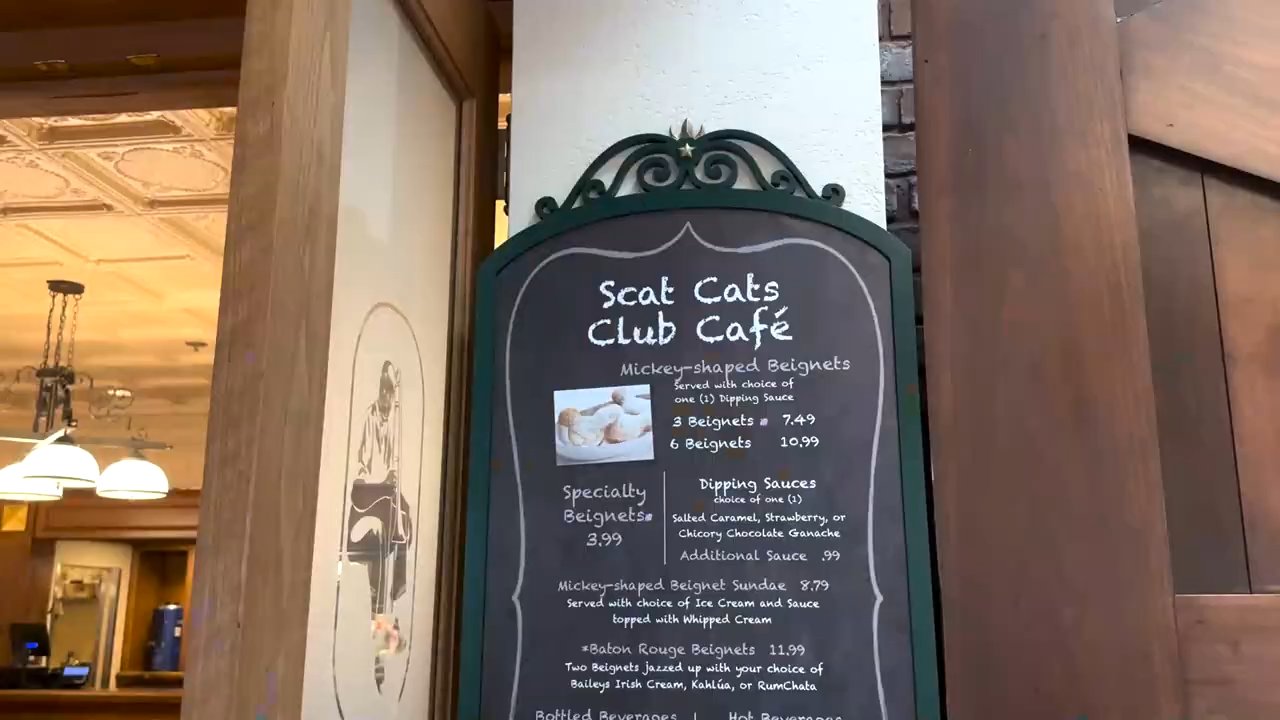 Scat Cats
Club Café
Mickey-shaped Beignets
Served with choice of
one (1) Dipping Sauce
3 Beignets 7.49
6 Beignets 10.99
Specialty
Beignets
3.99
Dipping Sauces
choice of one (1)
Salted Caramel, Strawberry, or
Chicory Chocolate Ganache
Additional Sauce .99
Mickey-shaped Beignet Sundae 8.79
Served with choice of Ice Cream and Sauce
topped with Whipped Cream
*Baton Rouge Beignets 11.99
Two Beignets jazzed up with your choice of
Baileys Irish Cream, Kahlúa, or RumChata
Bottled Beverages | Hot Beverages